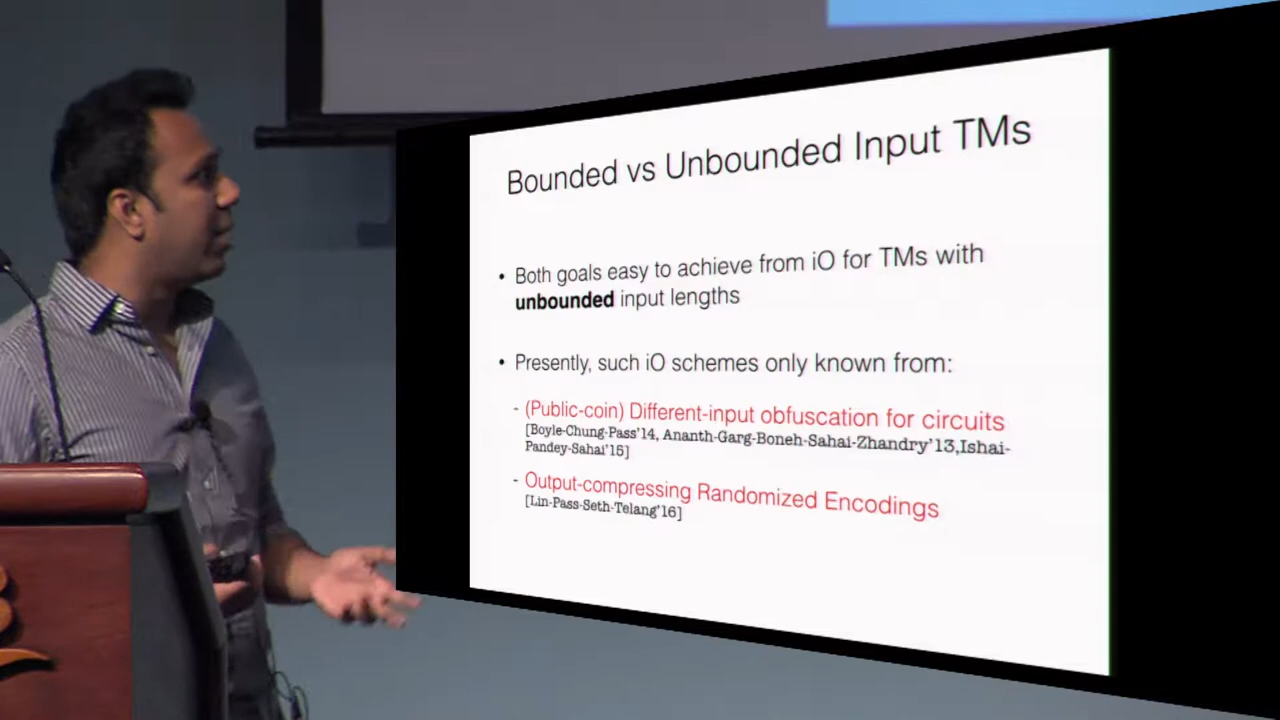 Bounded vs Unbounded Input TMs
• Both goals easy to achieve from iO for TMs with
unbounded input lengths
• Presently, such iO schemes only known from:
- (Public-coin) Different-input obfuscation for circuits
[Boyle-Chung-Pass'14, Ananth-Garg-Boneh-Sahai-Zhandry'13,Ishai-
Pandey-Sahai'15]
- Output-compressing Randomized Encodings
[Lin-Pass-Seth-Telang'16]